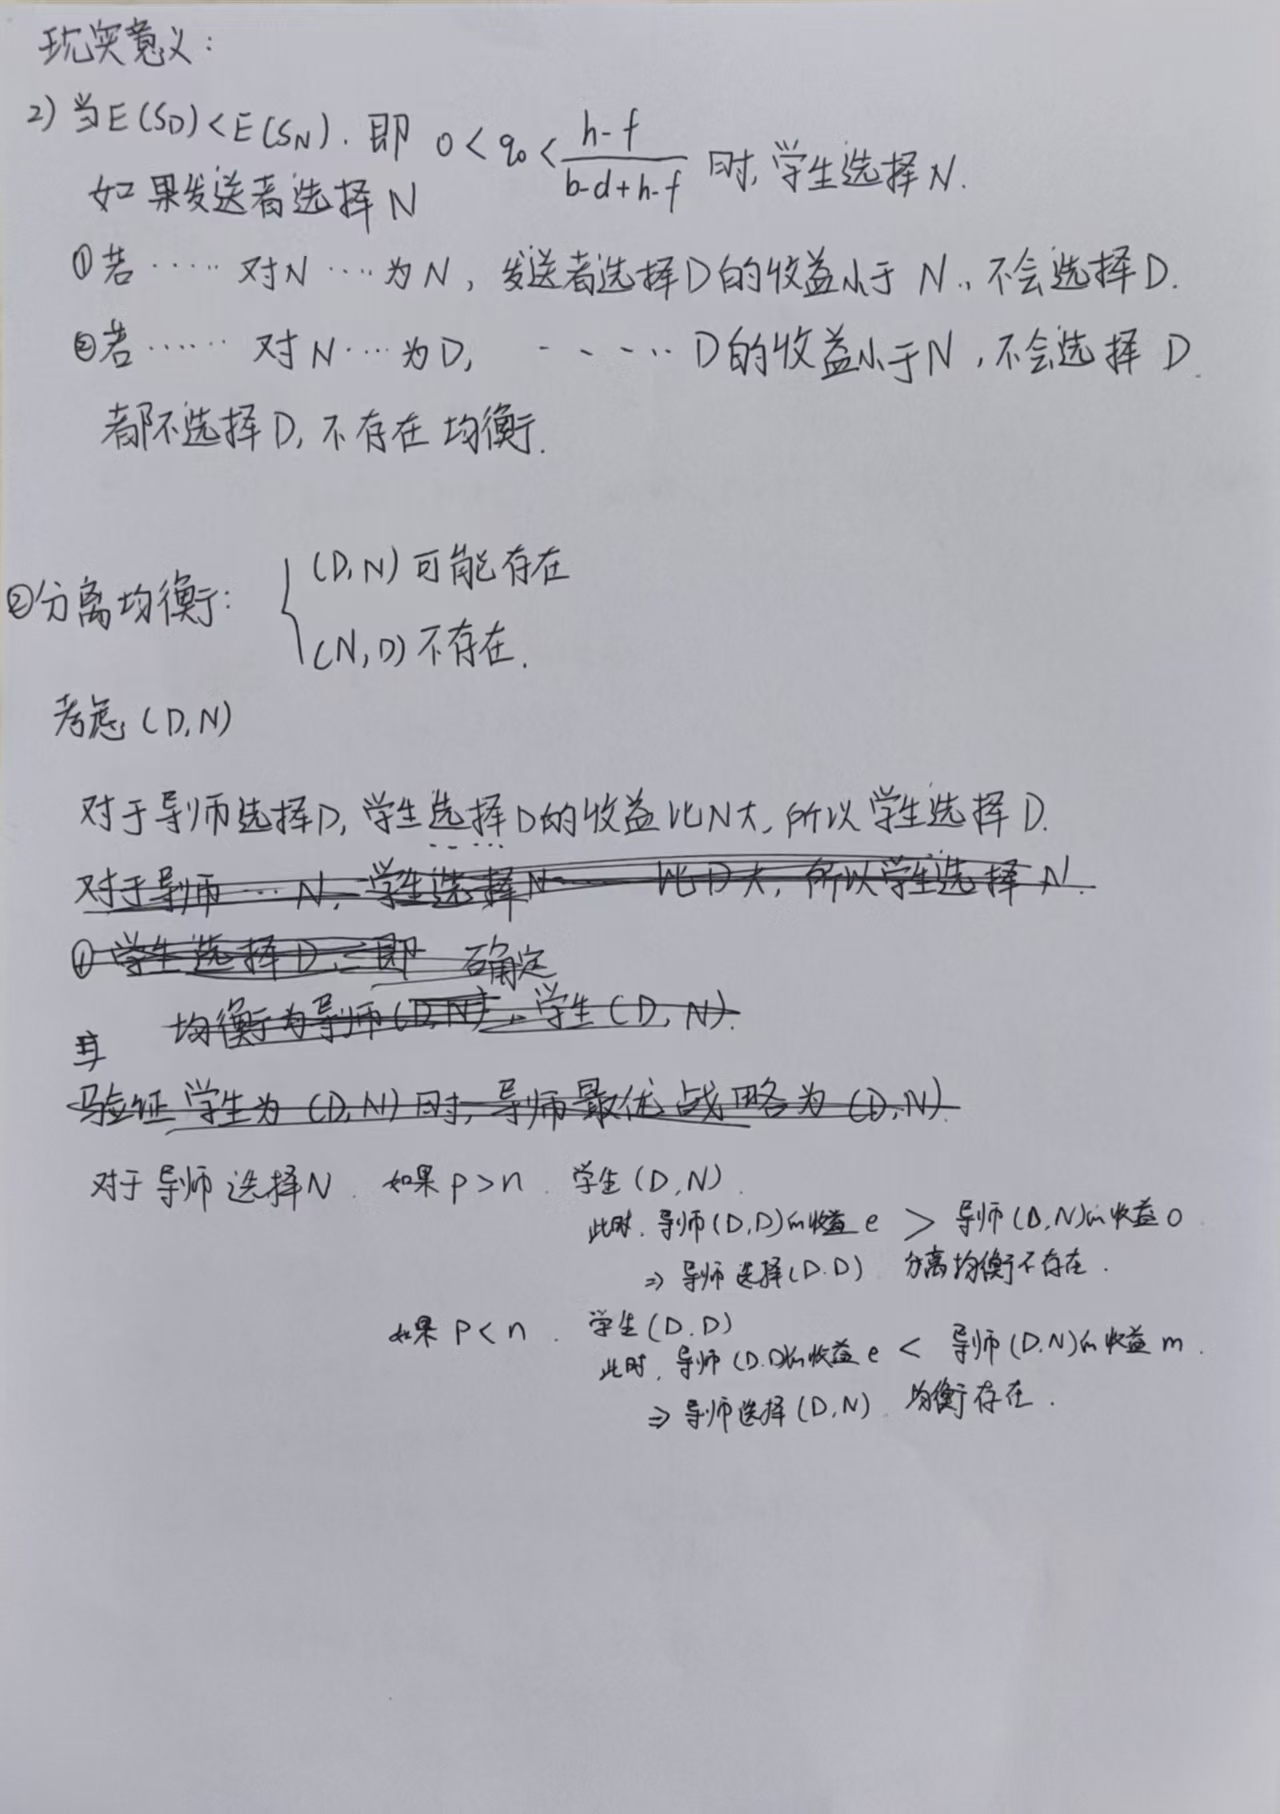 现实意义：
2) 当E(S_D)<E(S_N). 即 0<q₀<(h-f)/(b-d+h-f) 时, 学生选择N.
如果发送者选择N
①若…… 对N …为N, 发送者选择D的收益小于N., 不会选择D.
②若…… 对N…为D, ……D的收益小于N, 不会选择D.
都不选择D, 不存在均衡.
②分离均衡: { (D,N)可能存在
(N,D)不存在.
考虑(D,N)
对于导师选择D, 学生选择D的收益比N大, 所以学生选择D.
对于导师…N, 学生选择N…… 比D大, 所以学生选择N.
① 学生选择D, 即 确定
均衡为导师(D,N), 学生(D,N).
验证学生为(D,N)时, 导师最优战略为(D,N)
对于导师选择N. 如果p>n. 学生(D,N).
此时. 导师(D,D)的收益e > 导师(D,N)的收益0
⇒ 导师选择(D.D) 分离均衡不存在.
如果p<n. 学生(D.D)
此时. 导师(D.D)的收益e < 导师(D.N)的收益m.
⇒ 导师选择(D,N). 均衡存在.